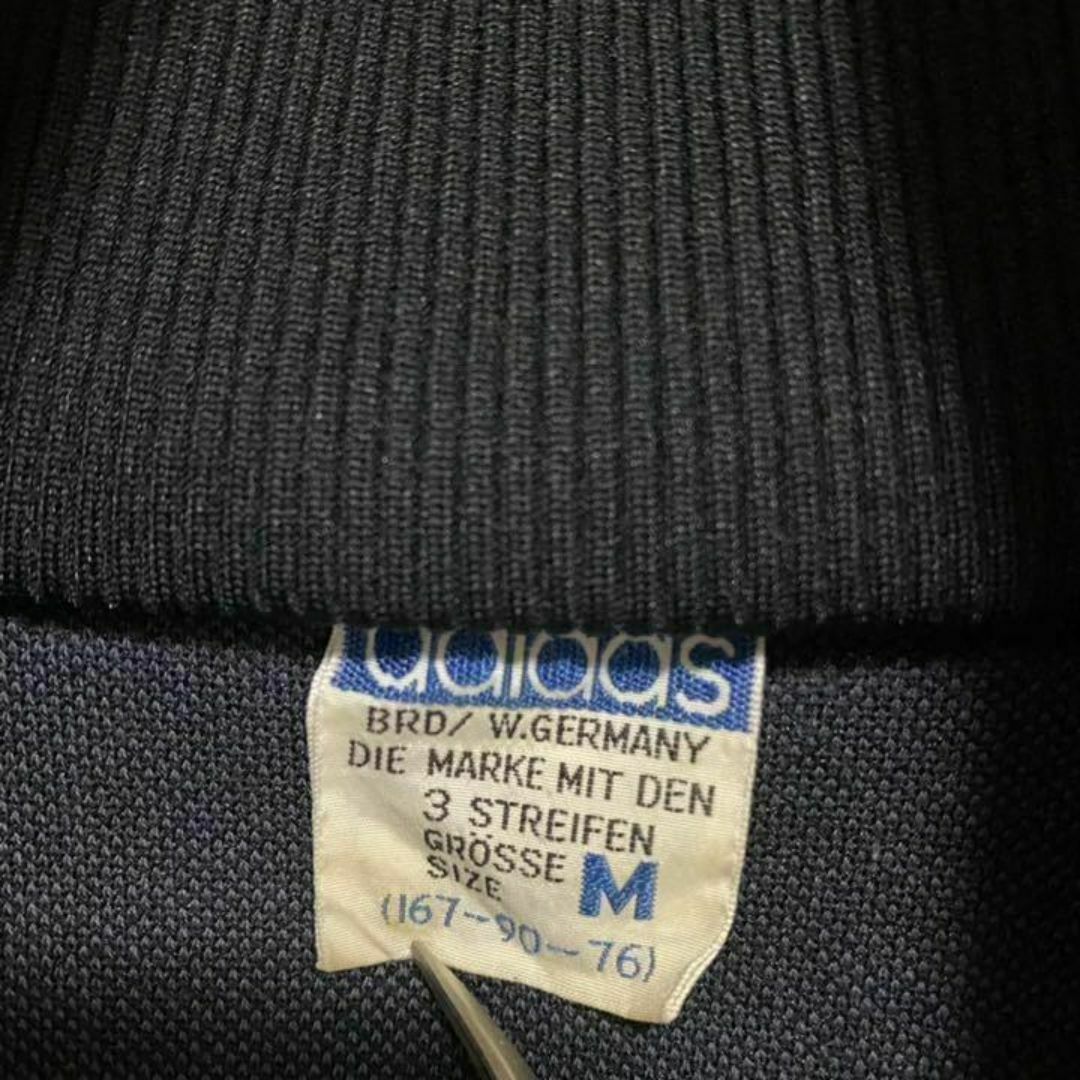 adidas
BRD/ W.GERMANY
DIE MARKE MIT DEN
3 STREIFEN
GRÖSSE M
SIZE
(167-90-76)